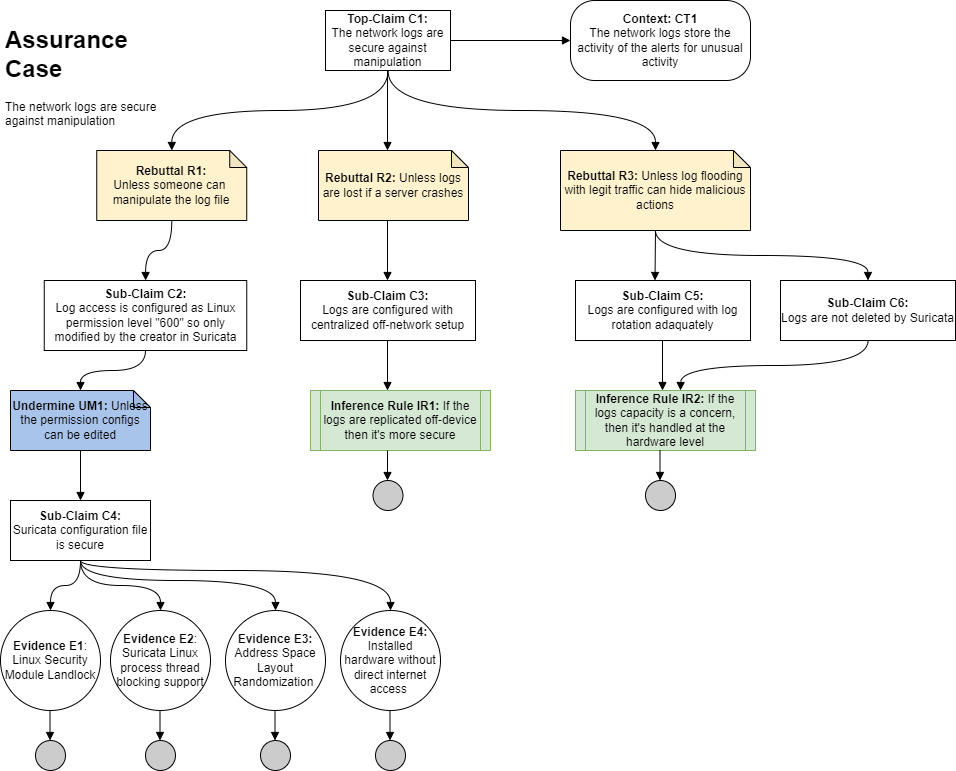 Assurance
Case
The network logs are secure
against manipulation
Top-Claim C1:
The network logs are
secure against
manipulation
Context: CT1
The network logs store the
activity of the alerts for unusual
activity
Rebuttal R1:
Unless someone can
manipulate the log file
Rebuttal R2: Unless logs
are lost if a server crashes
Rebuttal R3: Unless log flooding
with legit traffic can hide malicious
actions
Sub-Claim C2:
Log access is configured as Linux
permission level "600" so only
modified by the creator in Suricata
Sub-Claim C3:
Logs are configured with
centralized off-network setup
Sub-Claim C5:
Logs are configured with log
rotation adaquately
Sub-Claim C6:
Logs are not deleted by Suricata
Undermine UM1: Unless
the permission configs
can be edited
Inference Rule IR1: If the
logs are replicated off-device
then it's more secure
Inference Rule IR2: If the
logs capacity is a concern,
then it's handled at the
hardware level
Sub-Claim C4:
Suricata configuration file
is secure
Evidence E1:
Linux Security
Module Landlock
Evidence E2:
Suricata Linux
process thread
blocking support
Evidence E3:
Address Space
Layout
Randomization
Evidence E4:
Installed
hardware without
direct internet
access